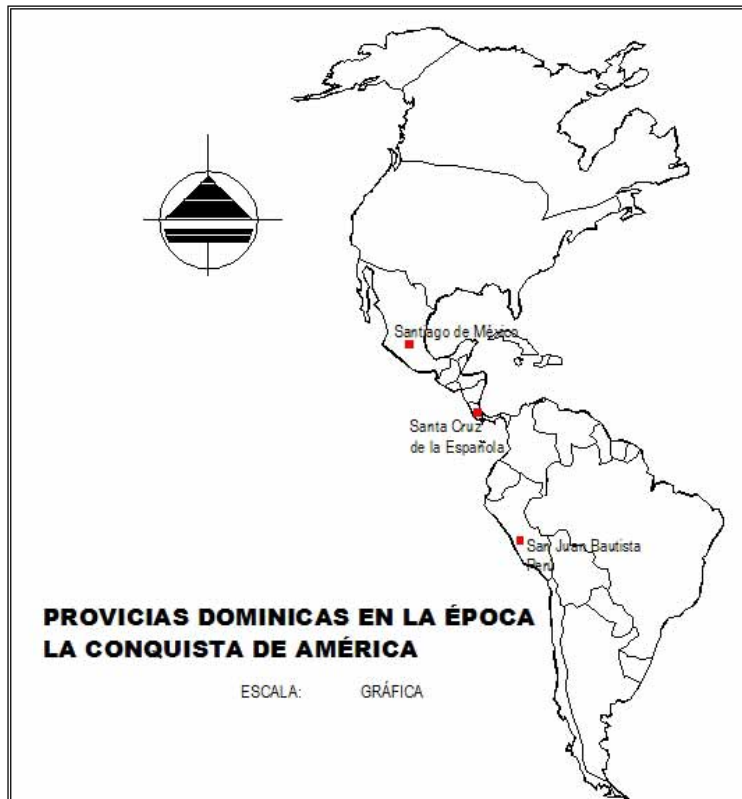 Santiago de México
Santa Cruz
de la Española
San Juan Bautista
Perú
PROVICIAS DOMINICAS EN LA ÉPOCA
LA CONQUISTA DE AMÉRICA
ESCALA: GRÁFICA